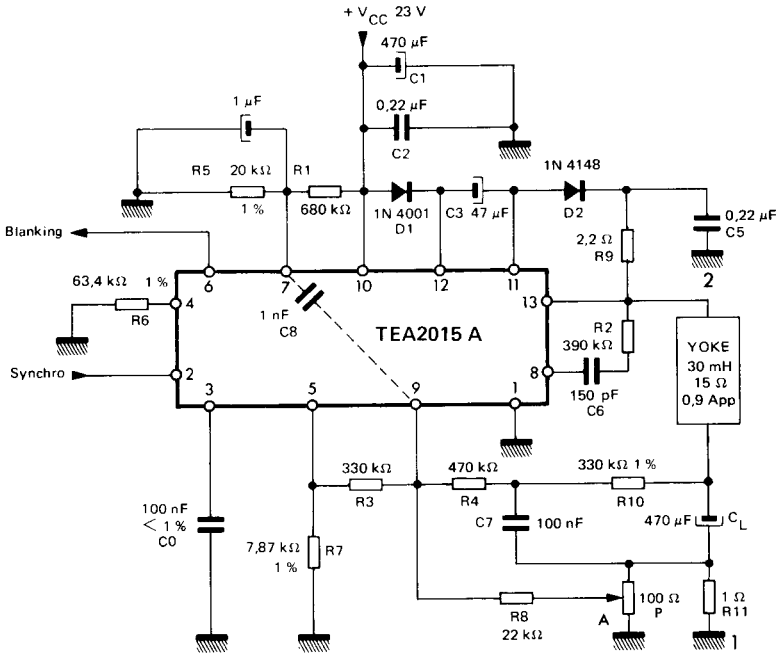 + VCC 23 V
470 µF
C1
1 µF
0,22 µF
C2
R5 20 kΩ R1
1 %
680 kΩ
1N 4001
D1
C3 47 µF
1N 4148
D2
0,22 µF
C5
2,2 Ω
R9
2
Blanking
6 7 10 12 11
63,4 kΩ 1 %
R6
4
1 nF
C8
TEA2015 A
13
R2
390 kΩ
YOKE
30 mH
15 Ω
0,9 App
Synchro
2
8
150 pF
C6
3 5 9 1
330 kΩ
R3
470 kΩ
R4
330 kΩ 1 %
R10
100 nF
< 1 %
C0
C7 100 nF
470 µF CL
7,87 kΩ R7
1 %
R8
22 kΩ
A
100 Ω
P
1 Ω
R11
1